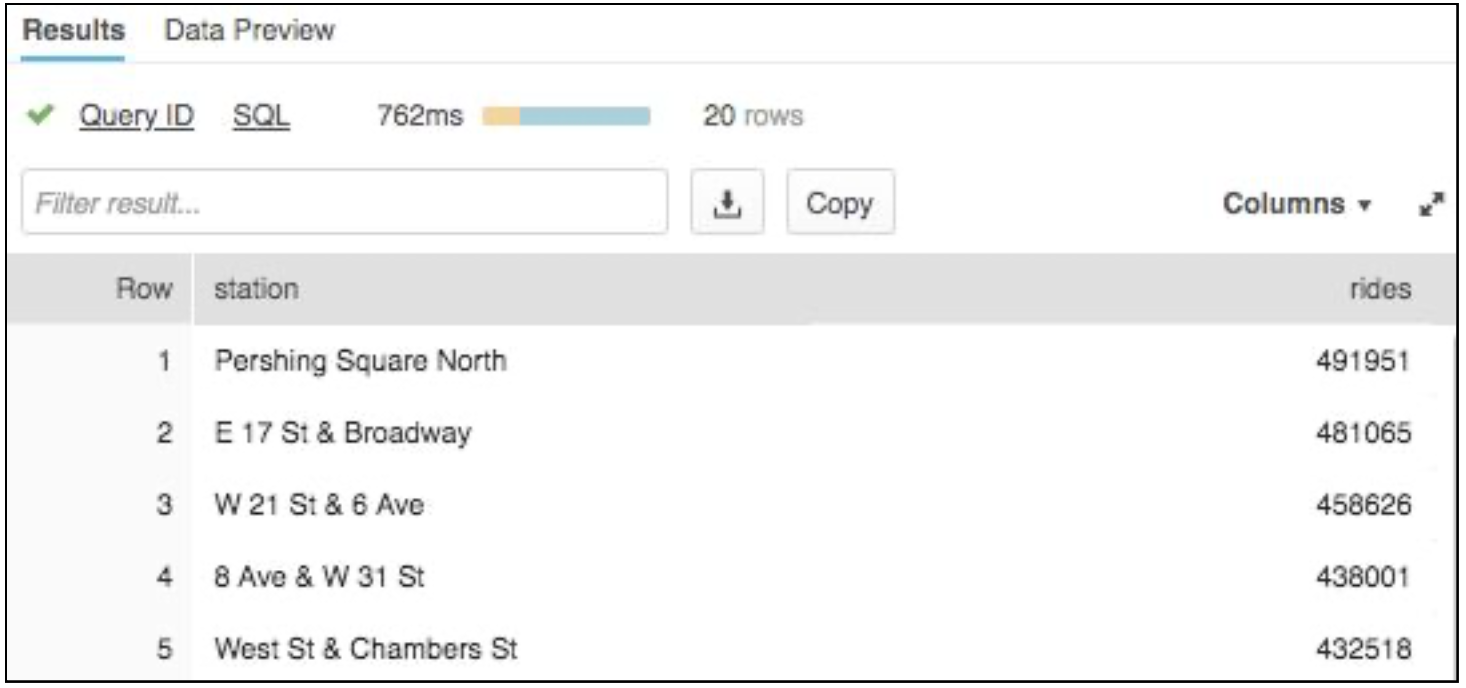 Results Data Preview
Query ID SQL 762ms 20 rows
Filter result... Copy Columns
Row station rides
1 Pershing Square North 491951
2 E 17 St & Broadway 481065
3 W 21 St & 6 Ave 458626
4 8 Ave & W 31 St 438001
5 West St & Chambers St 432518